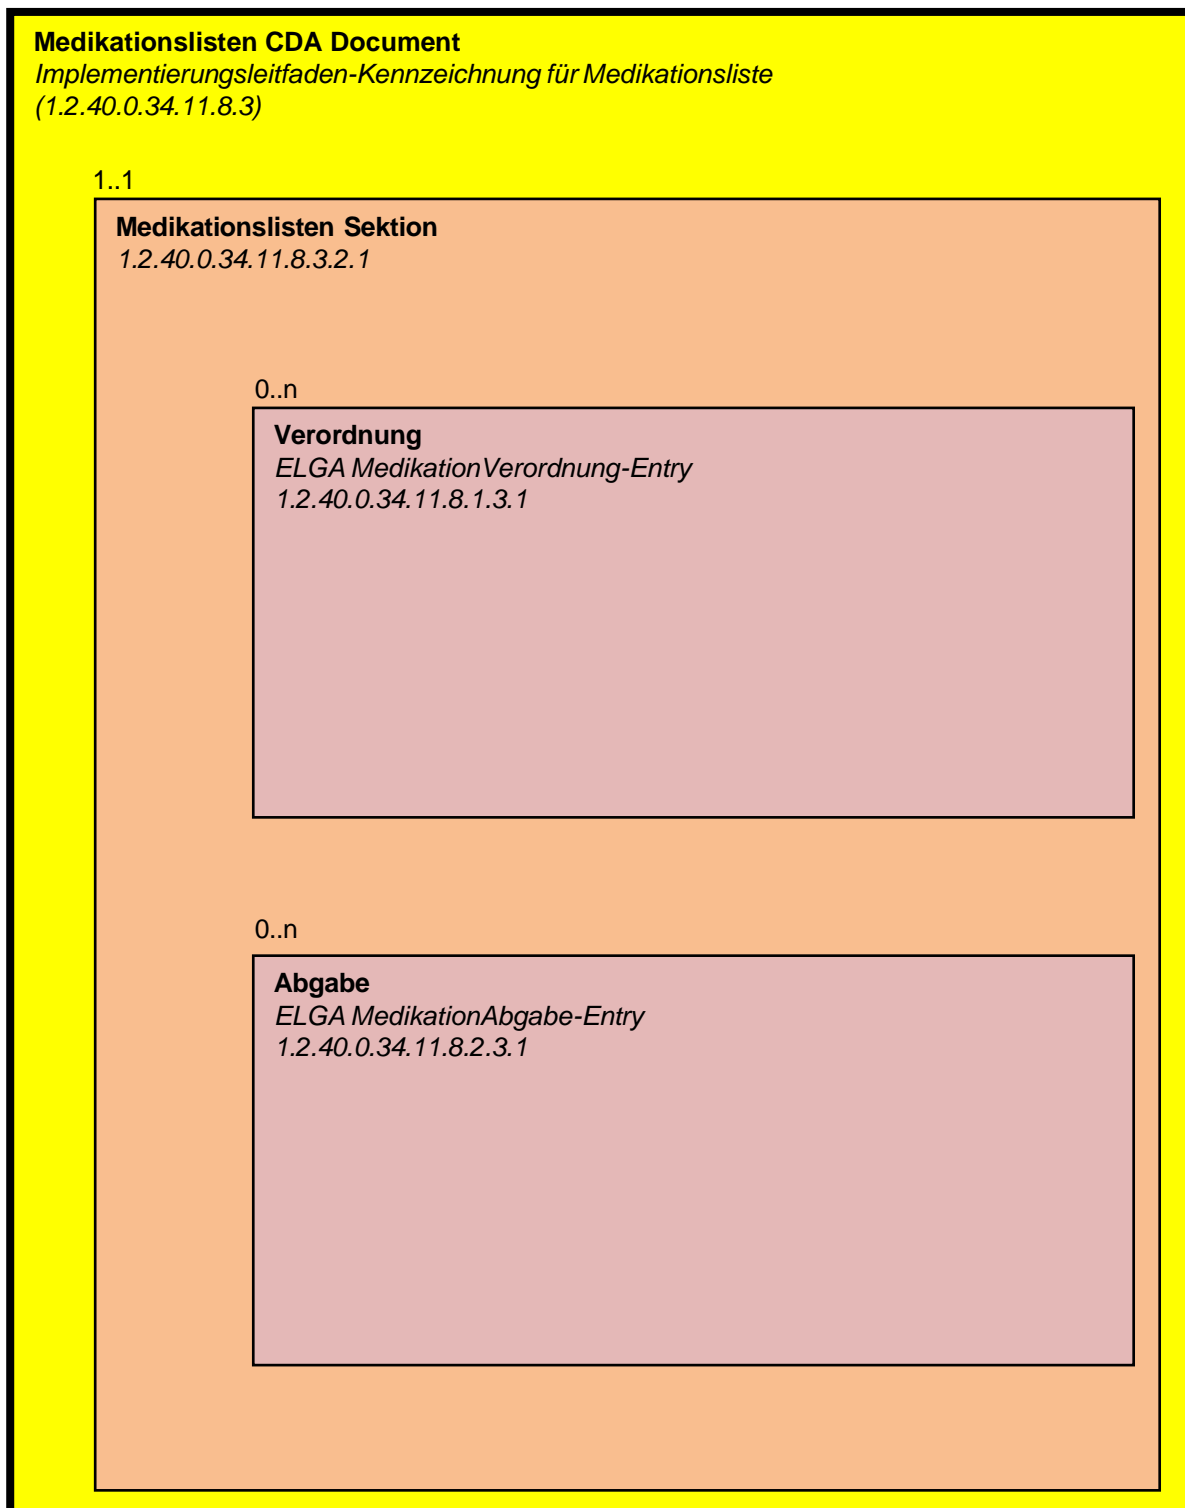 Medikationslisten CDA Document
Implementierungsleitfaden-Kennzeichnung für Medikationsliste
(1.2.40.0.34.11.8.3)
1..1
Medikationslisten Sektion
1.2.40.0.34.11.8.3.2.1
0..n
Verordnung
ELGA MedikationVerordnung-Entry
1.2.40.0.34.11.8.1.3.1
0..n
Abgabe
ELGA MedikationAbgabe-Entry
1.2.40.0.34.11.8.2.3.1